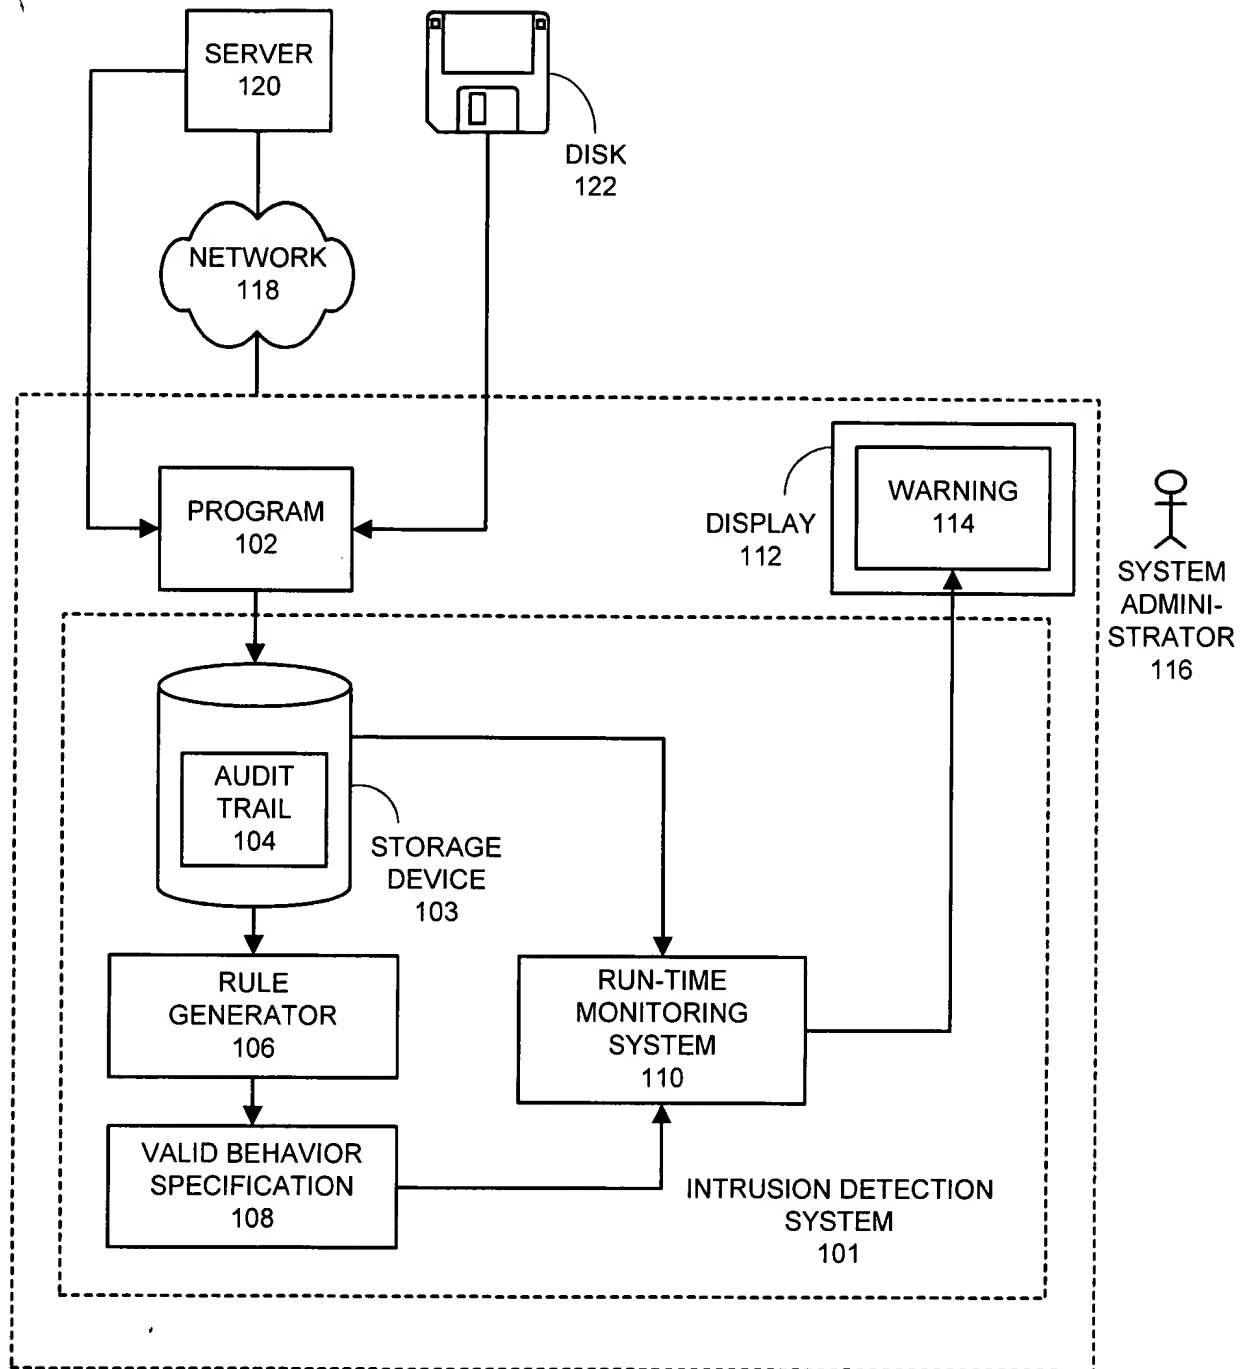 SERVER
120
DISK
122
NETWORK
118
PROGRAM
102
WARNING
114
DISPLAY
112
SYSTEM
ADMINI-
STRATOR
116
AUDIT
TRAIL
104
STORAGE
DEVICE
103
RULE
GENERATOR
106
RUN-TIME
MONITORING
SYSTEM
110
VALID BEHAVIOR
SPECIFICATION
108
INTRUSION DETECTION
SYSTEM
101